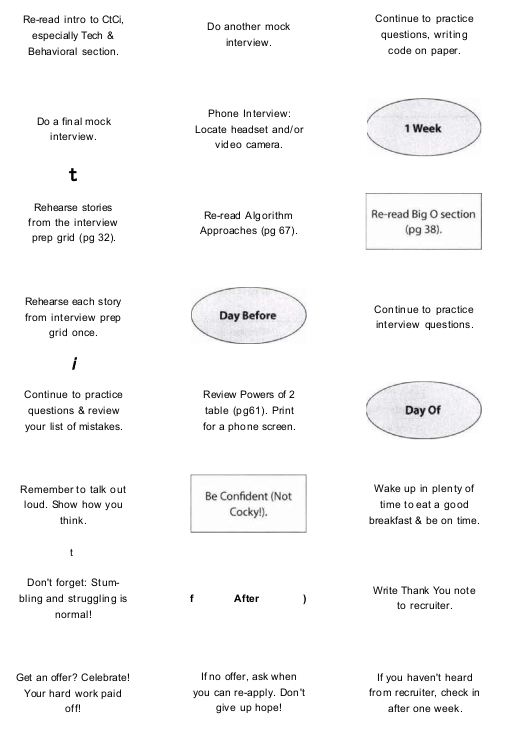 Re-read intro to CtCi,
especially Tech &
Behavioral section.
Do another mock
interview.
Continue to practice
questions, writing
code on paper.
Do a final mock
interview.
Phone Interview:
Locate headset and/or
video camera.
1 Week
t
Rehearse stories
from the interview
prep grid (pg 32).
Re-read Algorithm
Approaches (pg 67).
Re-read Big O section
(pg 38).
Rehearse each story
from interview prep
grid once.
Day Before
Continue to practice
interview questions.
i
Continue to practice
questions & review
your list of mistakes.
Review Powers of 2
table (pg61). Print
for a phone screen.
Day Of
Remember to talk out
loud. Show how you
think.
Be Confident (Not
Cocky!).
Wake up in plenty of
time to eat a good
breakfast & be on time.
t
Don't forget: Stum-
bling and struggling is
normal!
f After )
Write Thank You note
to recruiter.
Get an offer? Celebrate!
Your hard work paid
off!
If no offer, ask when
you can re-apply. Don't
give up hope!
If you haven't heard
from recruiter, check in
after one week.